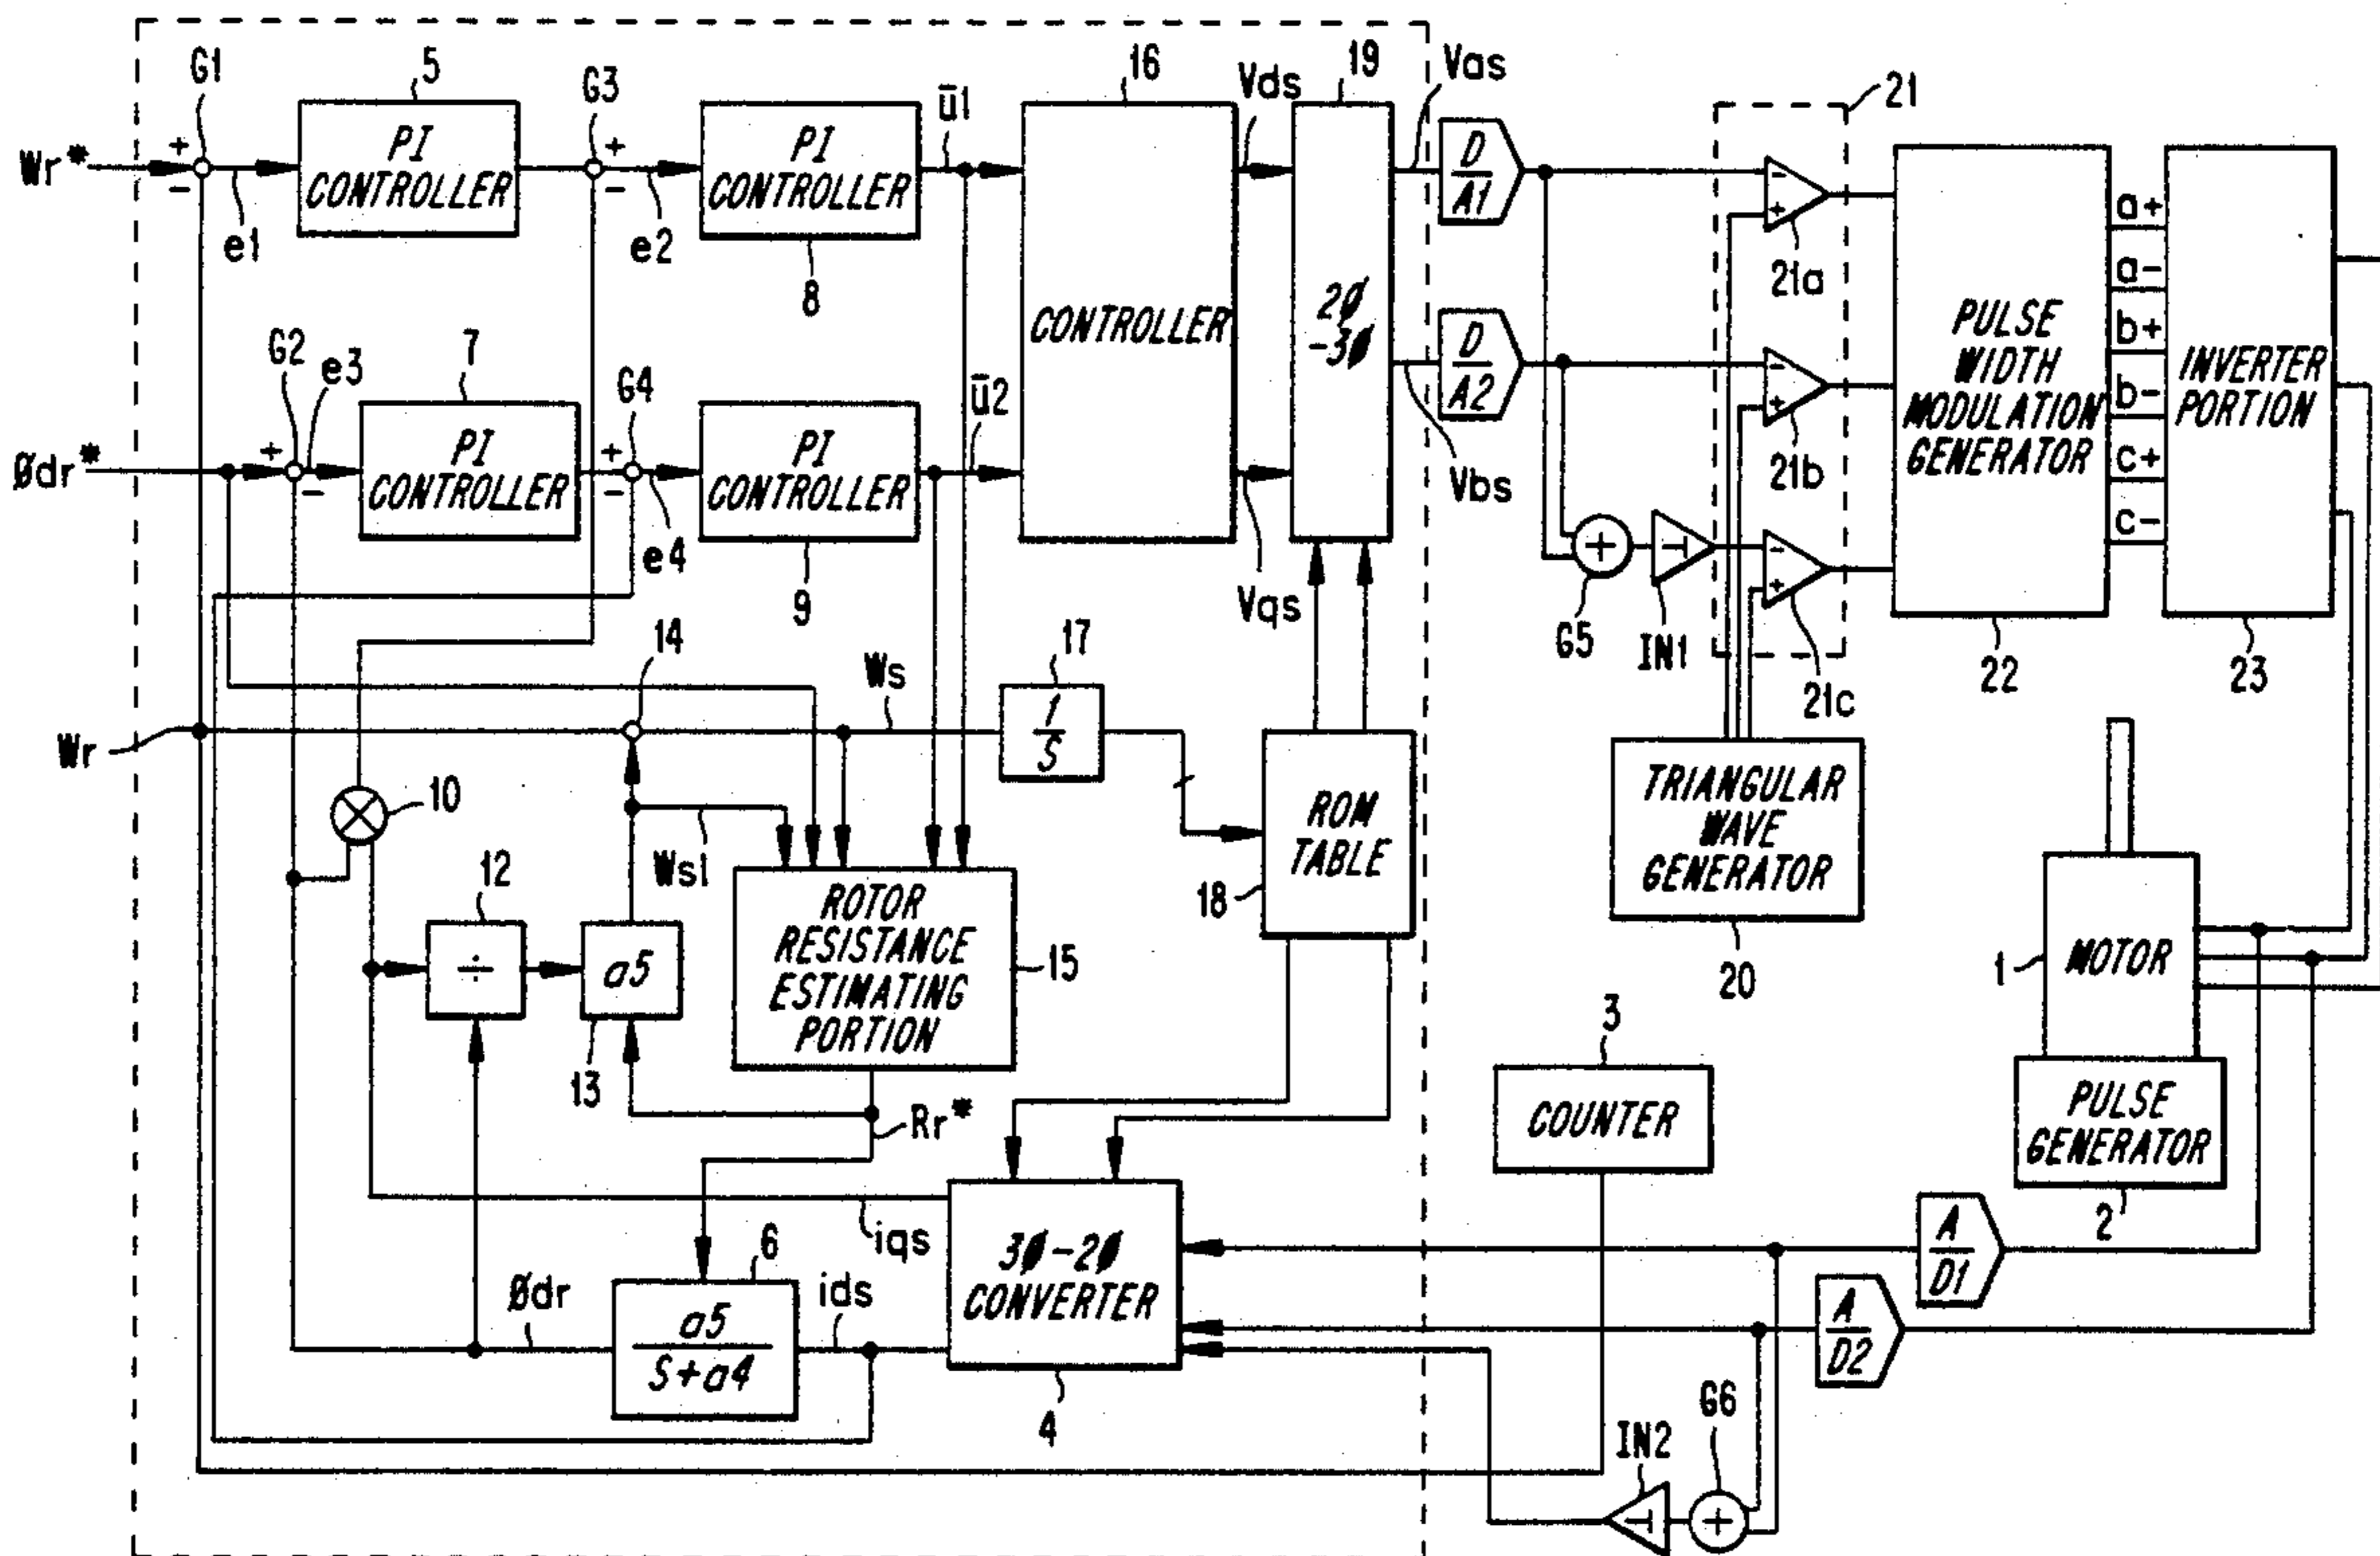 G1
5
G3
16
19
Vas
21
Wr*
+
-
e1
PI
CONTROLLER
+
-
e2
PI
CONTROLLER
8
ū1
Vds
D
A1
-
+
21a
CONTROLLER
2ø
-3ø
PULSE
WIDTH
MODULATION
GENERATOR
22
a+
a-
b+
b-
c+
c-
INVERTER
PORTION
23
G2
e3
7
G4
ū2
D
A2
-
+
21b
ødr*
+
-
PI
CONTROLLER
+
-
e4
PI
CONTROLLER
9
Vqs
Vbs
+
G5
IN1
-
+
21c
14
Ws
17
1
S
Wr
10
Wsl
ROM
TABLE
18
TRIANGULAR
WAVE
GENERATOR
20
12
÷
a5
13
ROTOR
RESISTANCE
ESTIMATING
PORTION
15
1
MOTOR
3
COUNTER
PULSE
GENERATOR
2
Rr*
iqs
6
ødr
a5
S+a4
ids
3ø-2ø
CONVERTER
4
A
D1
A
D2
G6
IN2
+